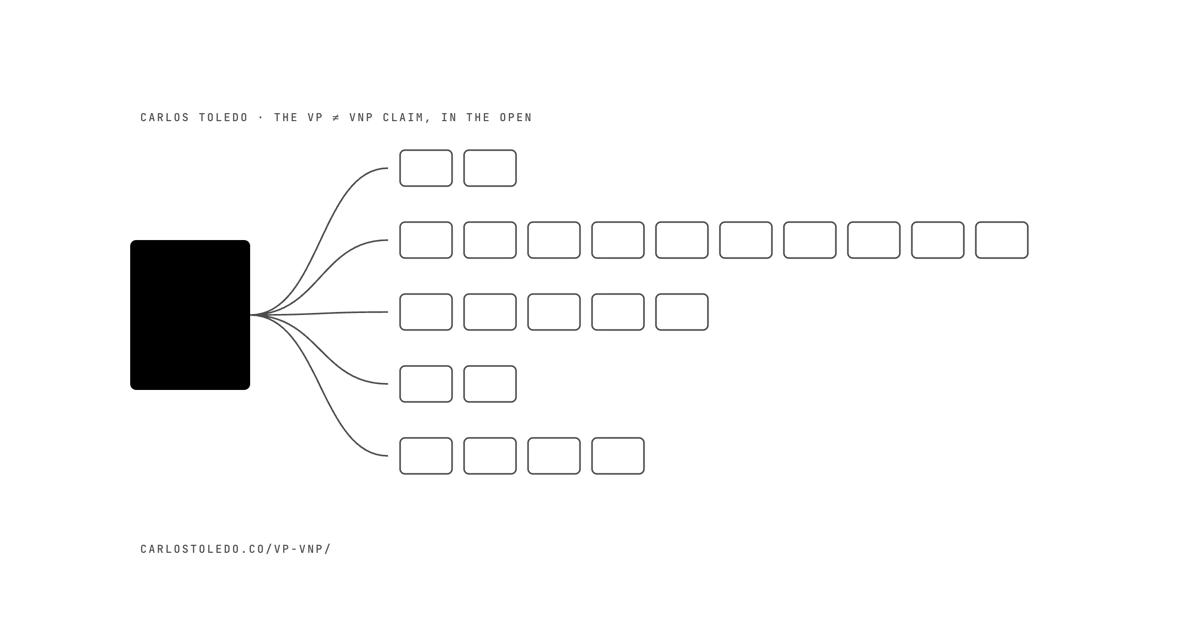 CARLOS TOLEDO · THE VP ≠ VNP CLAIM, IN THE OPEN
CARLOSTOLEDO.CO/VP-VNP/